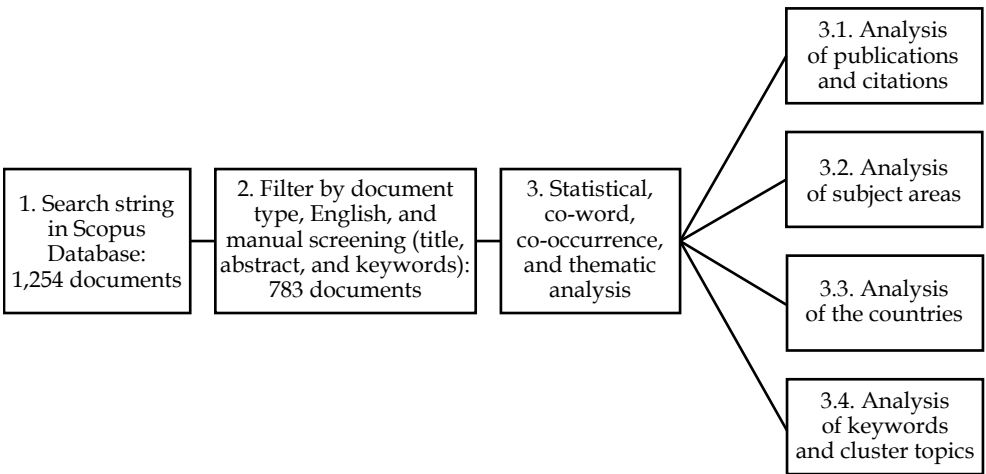 1. Search string
in Scopus
Database:
1,254 documents
2. Filter by document
type, English, and
manual screening (title,
abstract, and keywords):
783 documents
3. Statistical,
co-word,
co-occurrence,
and thematic
analysis
3.1. Analysis
of publications
and citations
3.2. Analysis
of subject areas
3.3. Analysis
of the countries
3.4. Analysis
of keywords
and cluster topics